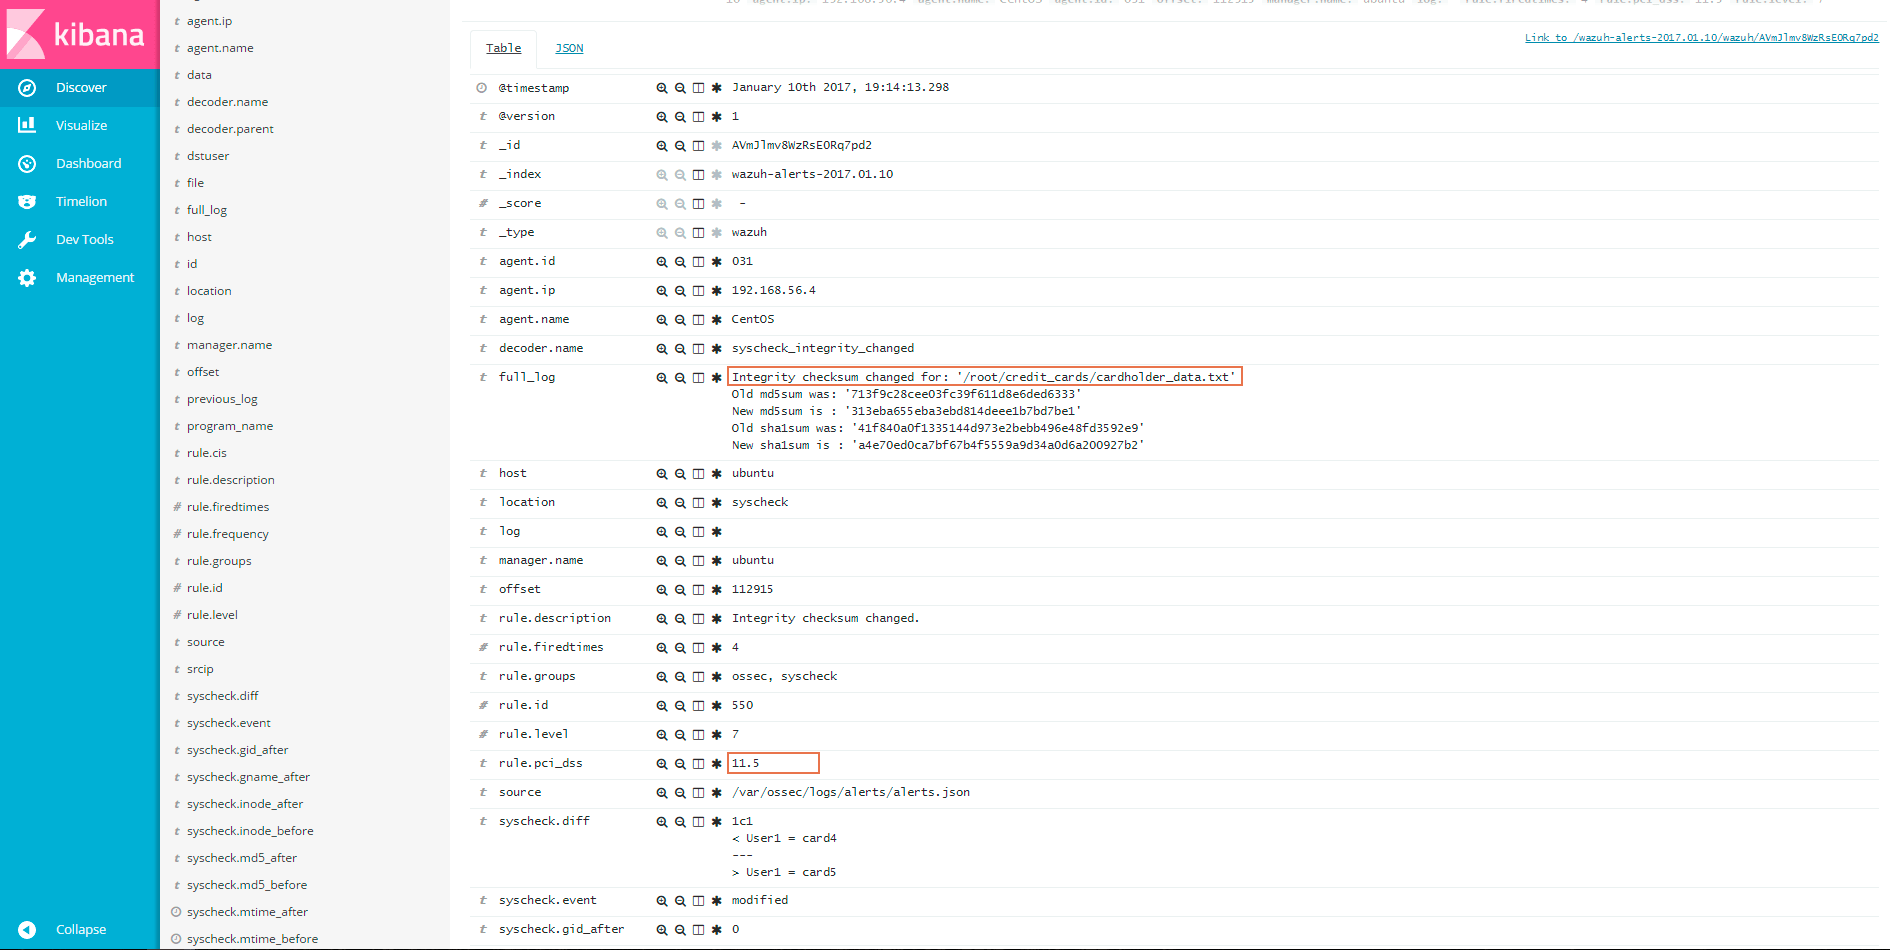 kibana
Discover
Visualize
Dashboard
Timelion
Dev Tools
Management
Collapse
t agent.ip
t agent.name
t data
t decoder.name
t decoder.parent
t dstuser
t file
t full_log
t host
t id
t location
t log
t manager.name
t offset
t previous_log
t program_name
t rule.cis
t rule.description
# rule.firedtimes
# rule.frequency
t rule.groups
# rule.id
# rule.level
t source
t srcip
t syscheck.diff
t syscheck.event
t syscheck.gid_after
t syscheck.gname_after
t syscheck.inode_after
t syscheck.inode_before
t syscheck.md5_after
t syscheck.md5_before
syscheck.mtime_after
syscheck.mtime_before
Table JSON
Link to /wazuh-alerts-2017.01.10/wazuh/AVmJlmv8WzRsE0Rq7pd2
@timestamp January 10th 2017, 19:14:13.298
t @version 1
t _id AVmJlmv8WzRsE0Rq7pd2
t _index wazuh-alerts-2017.01.10
# _score -
t _type wazuh
t agent.id 031
t agent.ip 192.168.56.4
t agent.name CentOS
t decoder.name syscheck_integrity_changed
t full_log Integrity checksum changed for: '/root/credit_cards/cardholder_data.txt'
Old md5sum was: '713f9c28cee03fc39f611d8e6ded6333'
New md5sum is : '313eba655eba3ebd814deee1b7bd7be1'
Old sha1sum was: '41f840a0f1335144d973e2bebb496e48fd3592e9'
New sha1sum is : 'a4e70ed0ca7bf67b4f5559a9d34a0d6a200927b2'
t host ubuntu
t location syscheck
t log
t manager.name ubuntu
t offset 112915
t rule.description Integrity checksum changed.
# rule.firedtimes 4
t rule.groups ossec, syscheck
# rule.id 550
# rule.level 7
t rule.pci_dss 11.5
t source /var/ossec/logs/alerts/alerts.json
t syscheck.diff 1c1
< User1 = card4
---
> User1 = card5
t syscheck.event modified
t syscheck.gid_after 0